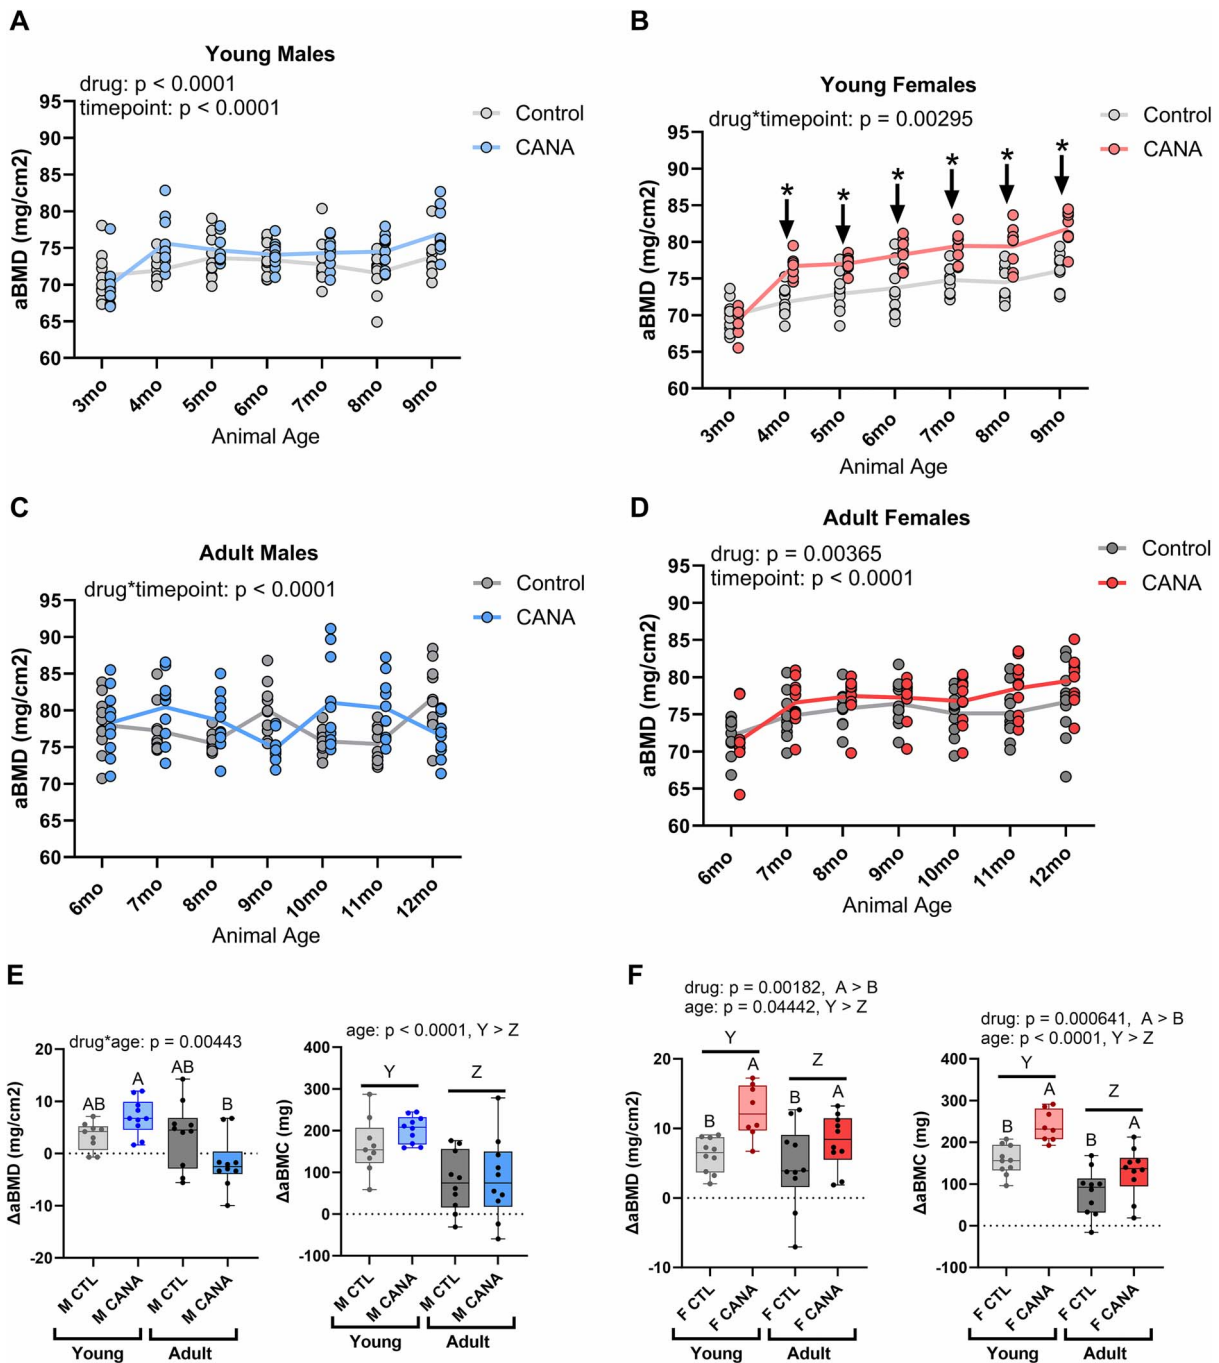 A
Young Males
drug: p < 0.0001
timepoint: p < 0.0001
Control
CANA
aBMD (mg/cm2)
95
90
85
80
75
70
65
60
3mo
4mo
5mo
6mo
7mo
8mo
9mo
Animal Age
B
Young Females
drug*timepoint: p = 0.00295
Control
CANA
aBMD (mg/cm2)
95
90
85
80
75
70
65
60
* * * * * *
3mo
4mo
5mo
6mo
7mo
8mo
9mo
Animal Age
C
Adult Males
drug*timepoint: p < 0.0001
Control
CANA
aBMD (mg/cm2)
95
90
85
80
75
70
65
60
6mo
7mo
8mo
9mo
10mo
11mo
12mo
Animal Age
D
Adult Females
drug: p = 0.00365
timepoint: p < 0.0001
Control
CANA
aBMD (mg/cm2)
95
90
85
80
75
70
65
60
6mo
7mo
8mo
9mo
10mo
11mo
12mo
Animal Age
E
drug*age: p = 0.00443
ΔaBMD (mg/cm2)
20
10
0
-10
-20
AB
A
AB
B
M CTL
M CANA
M CTL
M CANA
Young
Adult
age: p < 0.0001, Y > Z
ΔaBMC (mg)
400
300
200
100
0
-100
Y
Z
M CTL
M CANA
M CTL
M CANA
Young
Adult
F
drug: p = 0.00182, A > B
age: p = 0.04442, Y > Z
ΔaBMD (mg/cm2)
20
10
0
-10
Y
Z
B
A
B
A
F CTL
F CANA
F CTL
F CANA
Young
Adult
drug: p = 0.000641, A > B
age: p < 0.0001, Y > Z
ΔaBMC (mg)
400
300
200
100
0
-100
Y
Z
B
A
B
A
F CTL
F CANA
F CTL
F CANA
Young
Adult